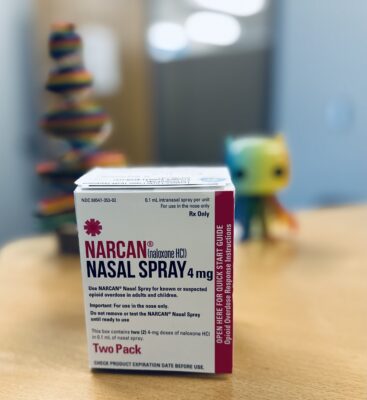 NDC 69547-353-02
0.1 mL intranasal spray per unit
For use in the nose only
Rx Only
NARCAN® (naloxone HCl)
NASAL SPRAY 4 mg
Use NARCAN® Nasal Spray for known or suspected
opioid overdose in adults and children.
Important: For use in the nose only.
Do not remove or test the NARCAN® Nasal Spray
until ready to use
This box contains two (2) 4-mg doses of naloxone HCl
in 0.1 mL of nasal spray.
Two Pack
CHECK PRODUCT EXPIRATION DATE BEFORE USE.
OPEN HERE FOR QUICK START GUIDE
Opioid Overdose Response Instructions